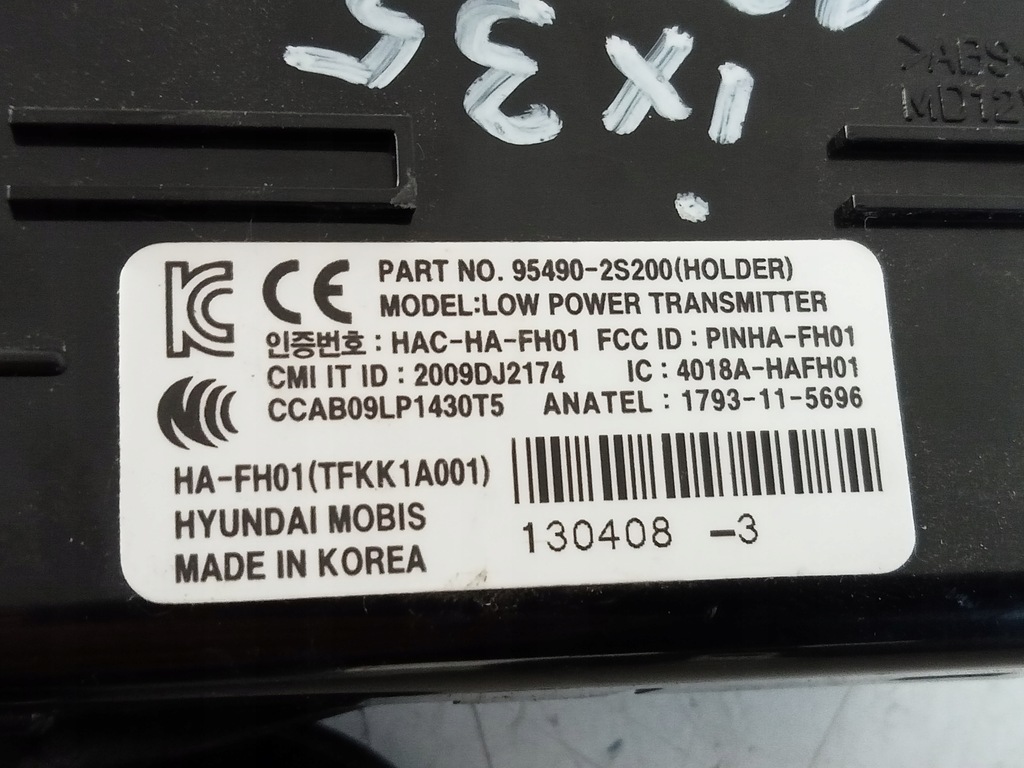 ix35
>ABS
MD12
PART NO. 95490-2S200(HOLDER)
MODEL:LOW POWER TRANSMITTER
인증번호 : HAC-HA-FH01 FCC ID : PINHA-FH01
CMI IT ID : 2009DJ2174 IC : 4018A-HAFH01
CCAB09LP1430T5 ANATEL : 1793-11-5696
HA-FH01(TFKK1A001)
HYUNDAI MOBIS
MADE IN KOREA
130408 -3